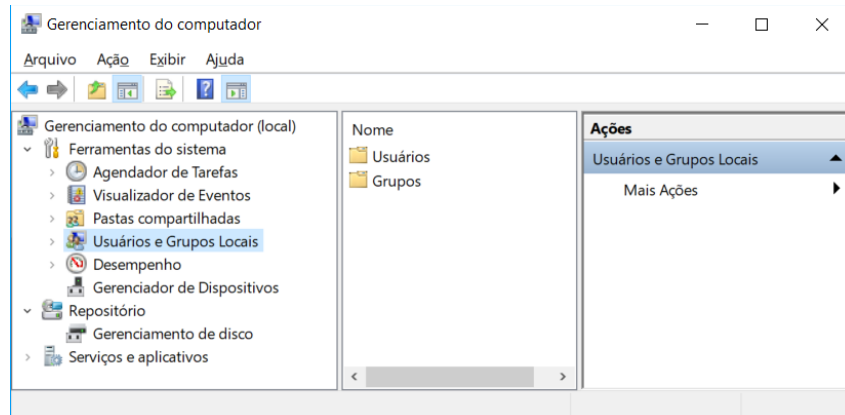 Gerenciamento do computador
Arquivo Ação Exibir Ajuda
Gerenciamento do computador (local)
Ferramentas do sistema
Agendador de Tarefas
Visualizador de Eventos
Pastas compartilhadas
Usuários e Grupos Locais
Desempenho
Gerenciador de Dispositivos
Repositório
Gerenciamento de disco
Serviços e aplicativos
Nome
Usuários
Grupos
Ações
Usuários e Grupos Locais
Mais Ações